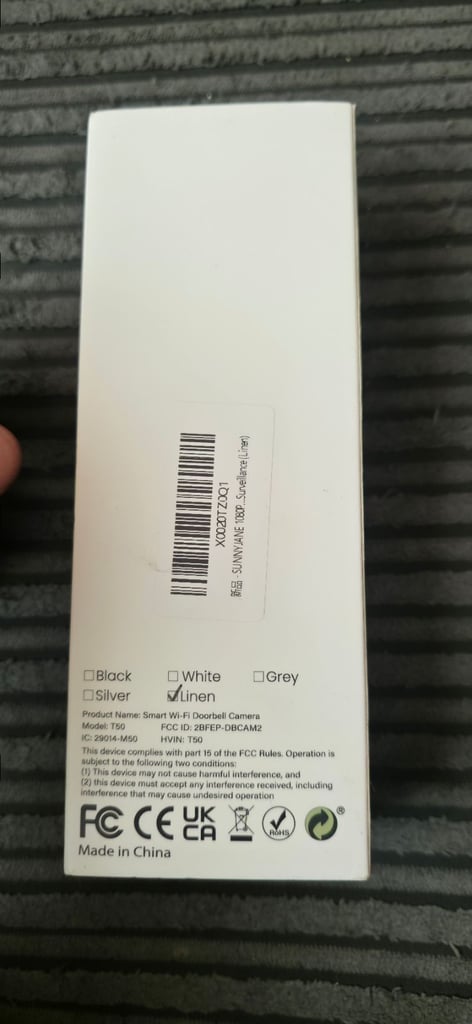 X0020TZ0Q1
新品 - SUNNYJANE 1080P...Surveillance (Linen)
Black White Grey
Silver Linen
Product Name: Smart Wi-Fi Doorbell Camera
Model: T50 FCC ID: 2BFEP-DBCAM2
IC: 29014-M50 HVIN: T50
This device complies with part 15 of the FCC Rules. Operation is
subject to the following two conditions:
(1) This device may not cause harmful interference, and
(2) this device must accept any interference received, including
interference that may cause undesired operation
FC CE UK
CA
RoHS
®
Made in China